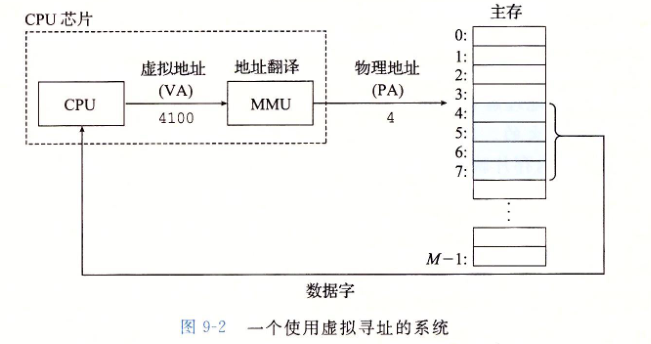 CPU 芯片
主存
虚拟地址
(VA)
4100
地址翻译
物理地址
(PA)
4
CPU
MMU
0:
1:
2:
3:
4:
5:
6:
7:
M−1:
数据字
图 9-2 一个使用虚拟寻址的系统